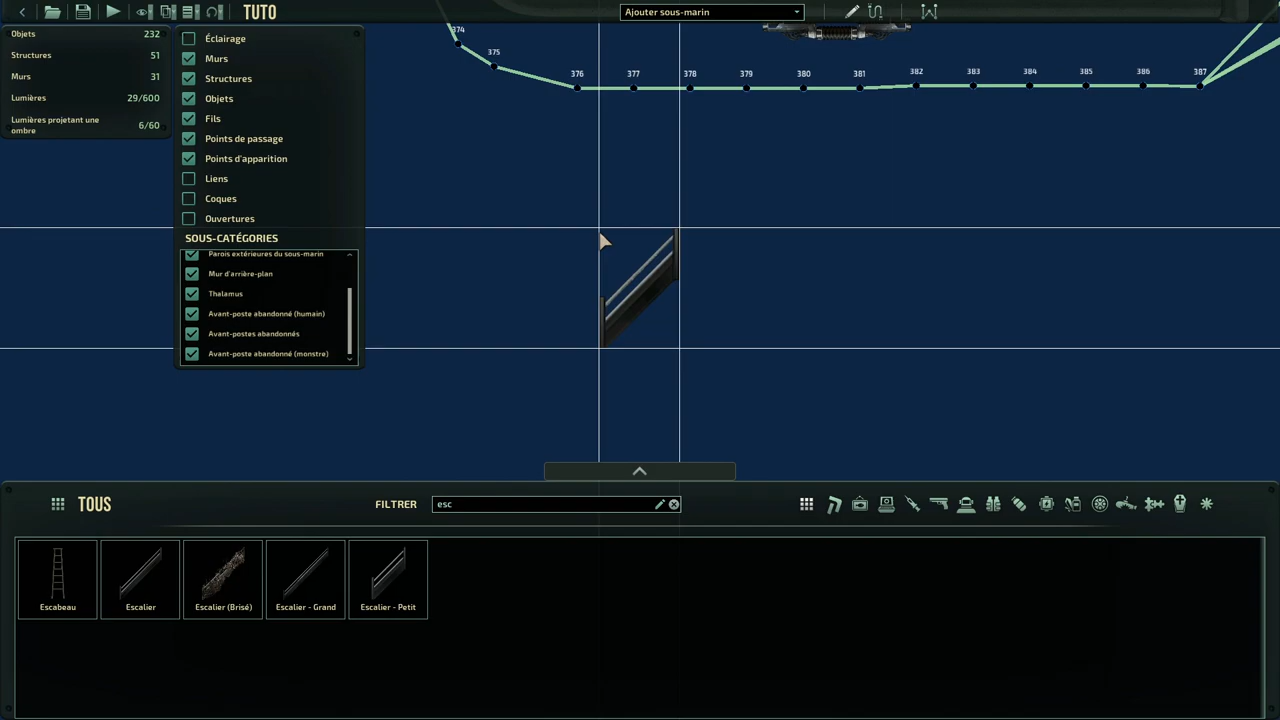 TUTO
Ajouter sous-marin
Objets 232
Structures 51
Murs 31
Lumières 29/600
Lumières projetant une
ombre 6/60
Éclairage
Murs
Structures
Objets
Fils
Points de passage
Points d'apparition
Liens
Coques
Ouvertures
SOUS-CATÉGORIES
Parois extérieures du sous-marin
Mur d'arrière-plan
Thalamus
Avant-poste abandonné (humain)
Avant-postes abandonnés
Avant-poste abandonné (monstre)
374
375
376 377 378 379 380 381 382 383 384 385 386 387
TOUS
FILTRER esc
Escabeau
Escalier
Escalier (Brisé)
Escalier - Grand
Escalier - Petit